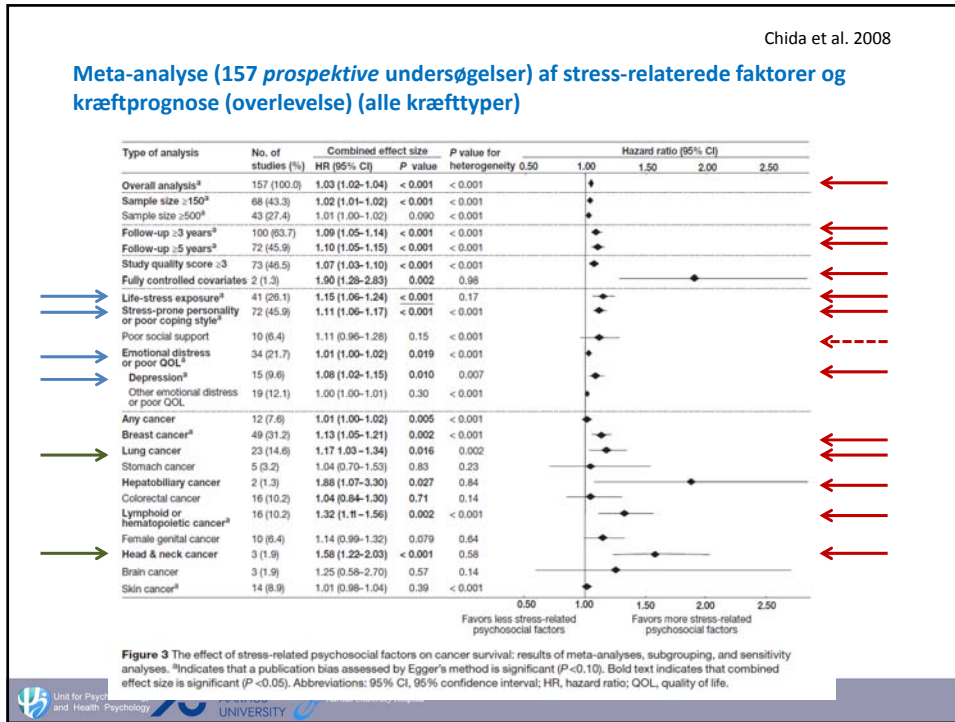 Chida et al. 2008
Meta-analyse (157 prospektive undersøgelser) af stress-relaterede faktorer og
kræftprognose (overlevelse) (alle kræfttyper)
Type of analysis No. of studies (%) Combined effect size HR (95% CI) P value P value for heterogeneity Hazard ratio (95% CI)
0.50 1.00 1.50 2.00 2.50
Overall analysisᵃ 157 (100.0) 1.03 (1.02–1.04) < 0.001 < 0.001
Sample size ≥150ᵃ 68 (43.3) 1.02 (1.01–1.02) < 0.001 < 0.001
Sample size ≥500ᵃ 43 (27.4) 1.01 (1.00–1.02) 0.090 < 0.001
Follow-up ≥3 yearsᵃ 100 (63.7) 1.09 (1.05–1.14) < 0.001 < 0.001
Follow-up ≥5 yearsᵃ 72 (45.9) 1.10 (1.05–1.15) < 0.001 < 0.001
Study quality score ≥3 73 (46.5) 1.07 (1.03–1.10) < 0.001 < 0.001
Fully controlled covariates 2 (1.3) 1.90 (1.28–2.83) 0.002 0.98
Life-stress exposureᵃ 41 (26.1) 1.15 (1.06–1.24) < 0.001 0.17
Stress-prone personality 72 (45.9) 1.11 (1.06–1.17) < 0.001 < 0.001
or poor coping styleᵃ
Poor social support 10 (6.4) 1.11 (0.96–1.28) 0.15 < 0.001
Emotional distress 34 (21.7) 1.01 (1.00–1.02) 0.019 < 0.001
or poor QOLᵃ
Depressionᵃ 15 (9.6) 1.08 (1.02–1.15) 0.010 0.007
Other emotional distress 19 (12.1) 1.00 (1.00–1.01) 0.30 < 0.001
or poor QOL
Any cancer 12 (7.6) 1.01 (1.00–1.02) 0.005 < 0.001
Breast cancerᵃ 49 (31.2) 1.13 (1.05–1.21) 0.002 < 0.001
Lung cancer 23 (14.6) 1.17 1.03–1.34) 0.016 0.002
Stomach cancer 5 (3.2) 1.04 (0.70–1.53) 0.83 0.23
Hepatobiliary cancer 2 (1.3) 1.88 (1.07–3.30) 0.027 0.84
Colorectal cancer 16 (10.2) 1.04 (0.84–1.30) 0.71 0.14
Lymphoid or 16 (10.2) 1.32 (1.11–1.56) 0.002 < 0.001
hematopoietic cancerᵃ
Female genital cancer 10 (6.4) 1.14 (0.99–1.32) 0.079 0.64
Head & neck cancer 3 (1.9) 1.58 (1.22–2.03) < 0.001 0.58
Brain cancer 3 (1.9) 1.25 (0.58–2.70) 0.57 0.14
Skin cancerᵃ 14 (8.9) 1.01 (0.98–1.04) 0.39 < 0.001
0.50 1.00 1.50 2.00 2.50
Favors less stress-related Favors more stress-related
psychosocial factors psychosocial factors
Figure 3 The effect of stress-related psychosocial factors on cancer survival: results of meta-analyses, subgrouping, and sensitivity
analyses. ᵃIndicates that a publication bias assessed by Egger's method is significant (P<0.10). Bold text indicates that combined
effect size is significant (P <0.05). Abbreviations: 95% CI, 95% confidence interval; HR, hazard ratio; QOL, quality of life.
Unit for
and Health Psychology
UNIVERSITY